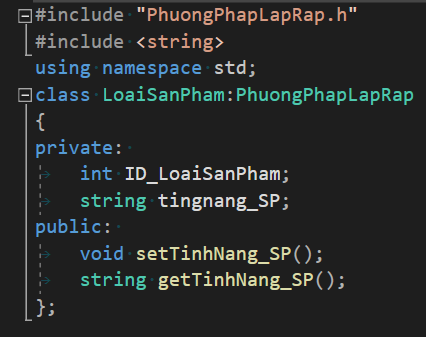 #include "PhuongPhapLapRap.h"
#include <string>
using namespace std;
class LoaiSanPham:PhuongPhapLapRap
{
private:
int ID_LoaiSanPham;
string tingnang_SP;
public:
void setTinhNang_SP();
string getTinhNang_SP();
};